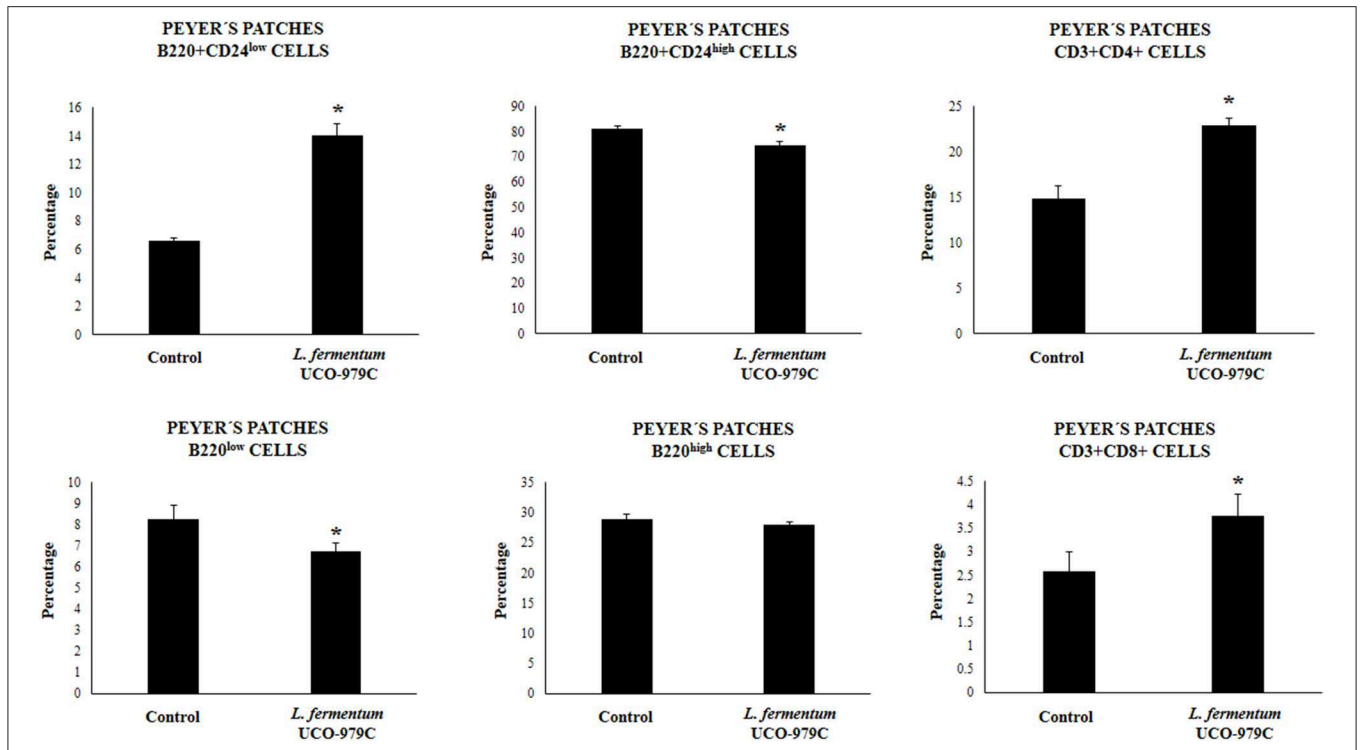 PEYER´S PATCHES
B220+CD24low CELLS
Percentage
16
14
12
10
8
6
4
2
0
*
Control
L. fermentum
UCO-979C
PEYER´S PATCHES
B220+CD24high CELLS
Percentage
90
80
70
60
50
40
30
20
10
0
*
Control
L. fermentum
UCO-979C
PEYER´S PATCHES
CD3+CD4+ CELLS
Percentage
25
20
15
10
5
0
*
Control
L. fermentum
UCO-979C
PEYER´S PATCHES
B220low CELLS
Percentage
10
9
8
7
6
5
4
3
2
1
0
*
Control
L. fermentum
UCO-979C
PEYER´S PATCHES
B220high CELLS
Percentage
35
30
25
20
15
10
5
0
Control
L. fermentum
UCO-979C
PEYER´S PATCHES
CD3+CD8+ CELLS
Percentage
4.5
4
3.5
3
2.5
2
1.5
1
0.5
0
*
Control
L. fermentum
UCO-979C